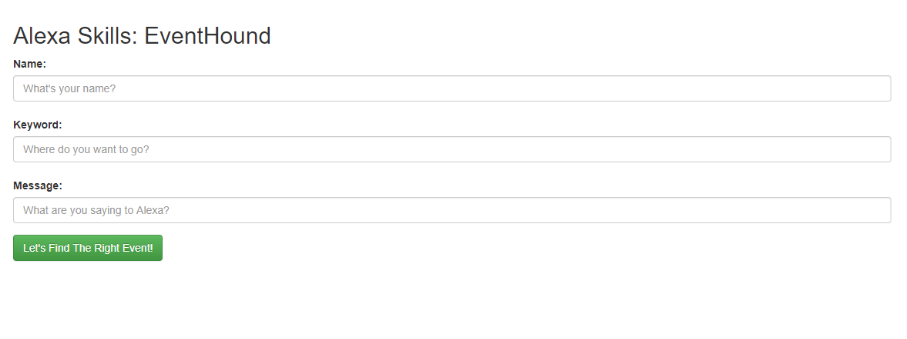 Alexa Skills: EventHound
Name:
What's your name?
Keyword:
Where do you want to go?
Message:
What are you saying to Alexa?
Let's Find The Right Event!